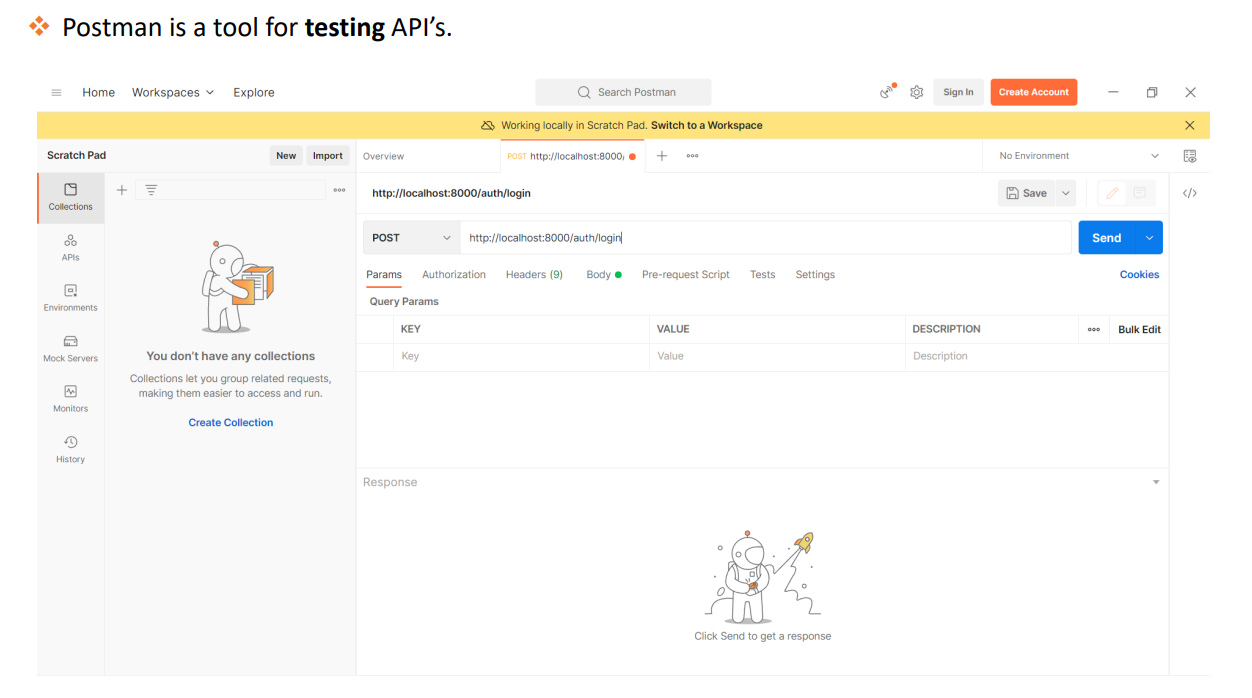 Postman is a tool for testing API’s.
Home Workspaces Explore Search Postman Sign In Create Account
Working locally in Scratch Pad. Switch to a Workspace
Scratch Pad New Import Overview POST http://localhost:8000/ No Environment
Collections
http://localhost:8000/auth/login Save
POST http://localhost:8000/auth/login Send
APIs
Params Authorization Headers (9) Body Pre-request Script Tests Settings Cookies
Query Params
Environments
KEY VALUE DESCRIPTION Bulk Edit
Key Value Description
Mock Servers
You don’t have any collections
Collections let you group related requests,
making them easier to access and run.
Monitors
Create Collection
History
Response
Click Send to get a response